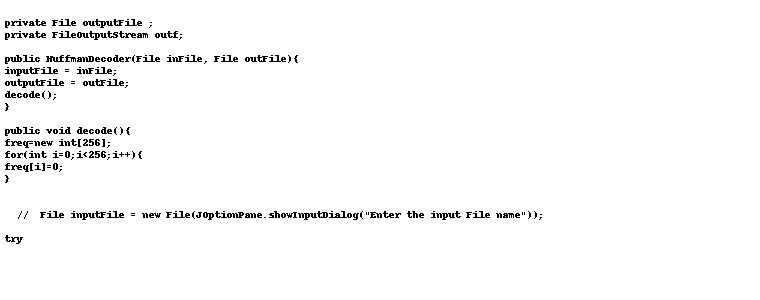 private File outputFile ;
private FileOutputStream outf;
public HuffmanDecoder(File inFile, File outFile){
inputFile = inFile;
outputFile = outFile;
decode();
}
public void decode(){
freq=new int[256];
for(int i=0;i<256;i++){
freq[i]=0;
}
// File inputFile = new File(JOptionPane.showInputDialog("Enter the input File name"));
try